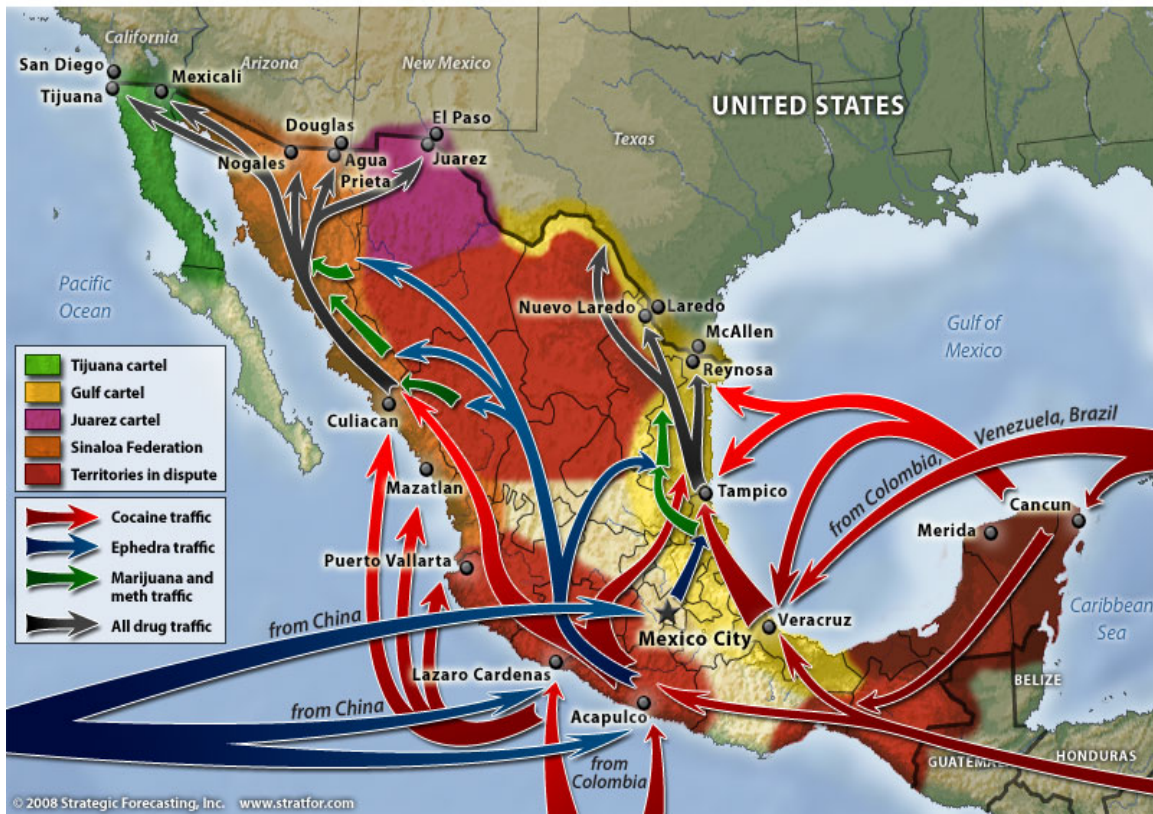 California
San Diego
Mexicali
Tijuana
Arizona
New Mexico
UNITED STATES
Douglas
El Paso
Nogales
Agua
Prieta
Juarez
Texas
Pacific
Ocean
Nuevo Laredo
Laredo
McAllen
Reynosa
Gulf of
Mexico
Tijuana cartel
Gulf cartel
Juarez cartel
Sinaloa Federation
Territories in dispute
Cocaine traffic
Ephedra traffic
Marijuana and
meth traffic
All drug traffic
Culiacan
Mazatlan
Tampico
from Colombia,
Venezuela, Brazil
Cancun
Merida
Puerto Vallarta
from China
Mexico City
Veracruz
Caribbean
Sea
Lazaro Cardenas
from China
Acapulco
from
Colombia
BELIZE
GUATEMALA
HONDURAS
© 2008 Strategic Forecasting, Inc. www.stratfor.com